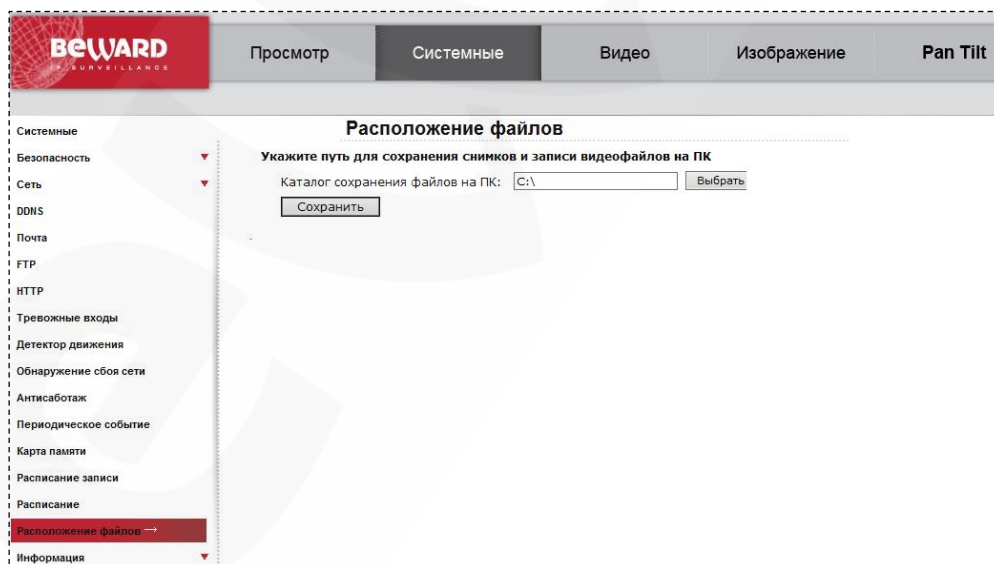 BEWARD
IP SURVEILLANCE
Просмотр
Системные
Видео
Изображение
Pan Tilt
Системные
Безопасность
Сеть
DDNS
Почта
FTP
HTTP
Тревожные входы
Детектор движения
Обнаружение сбоя сети
Антисаботаж
Периодическое событие
Карта памяти
Расписание записи
Расписание
Расположение файлов →
Информация
Расположение файлов
Укажите путь для сохранения снимков и записи видеофайлов на ПК
Каталог сохранения файлов на ПК: C:\ Выбрать
Сохранить